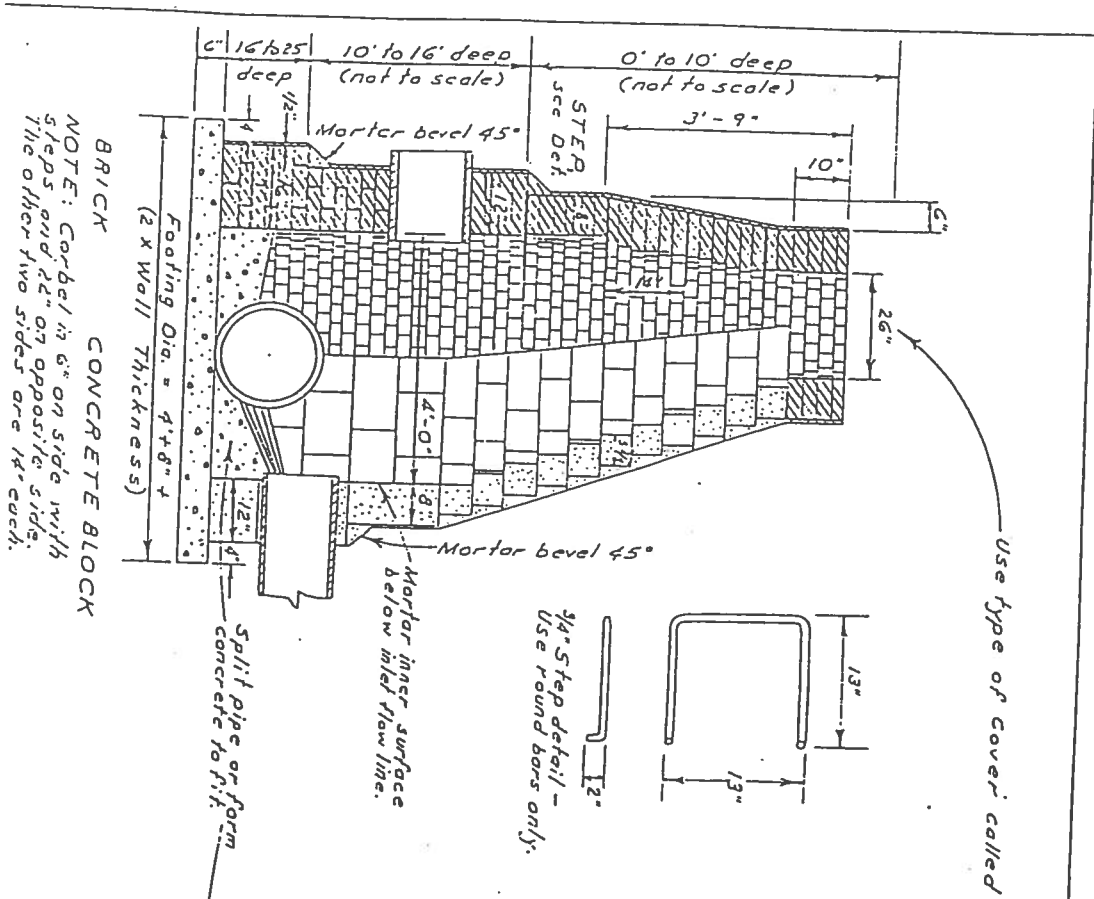 Use type of cover called
26"
6"
10"
3' - 9"
0' to 10' deep
(not to scale)
10' to 16' deep
(not to scale)
16 to 25
deep
6"
STEP,
see Det.
Mortar bevel 45°
1/2"
4
8"
12"
4'-0"
8"
12"
4"
Mortar bevel 45°
Mortar inner surface
below inlet flow line.
Split pipe or form
concrete to fit.
Footing Dia. = 4'+8" +
(2 x Wall Thickness)
13"
13"
2"
3/4" Step detail -
Use round bars only.
BRICK
CONCRETE BLOCK
NOTE: Corbel in 6" on side with
steps and 22" on opposite side.
The other two sides are 14" each.